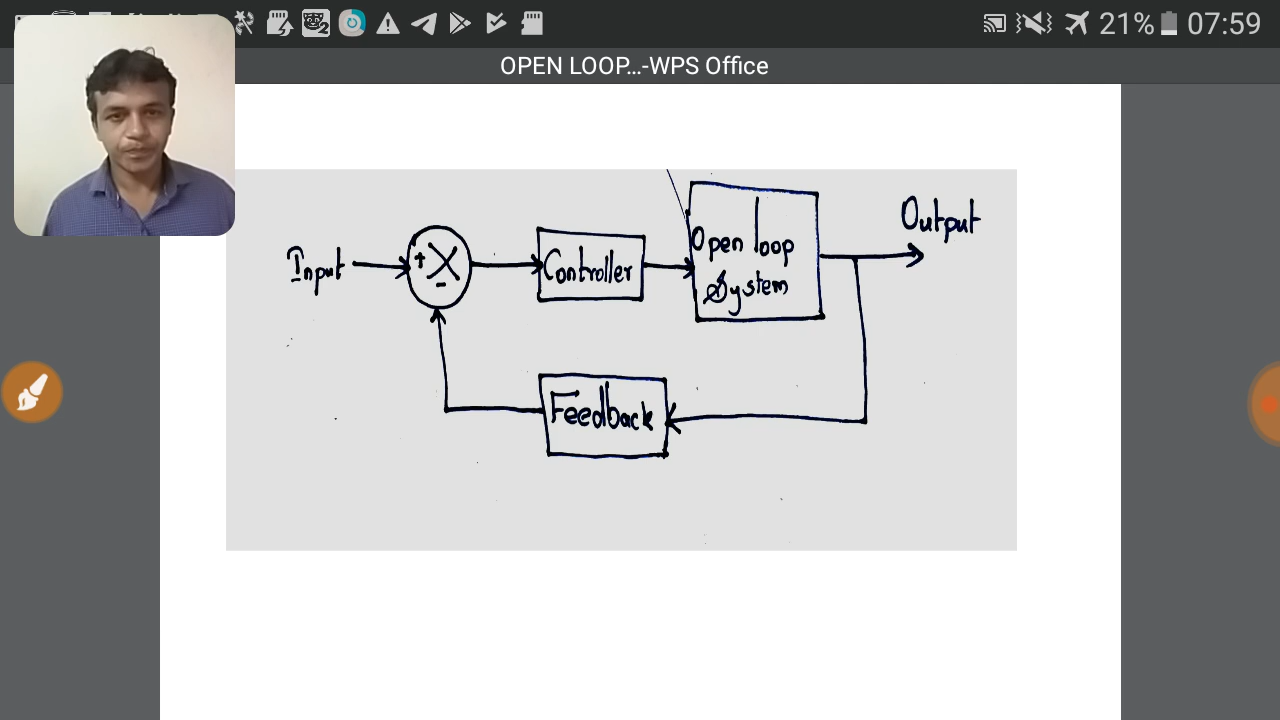 21% 07:59
OPEN LOOP...-WPS Office
Input
+
-
Controller
Open loop
System
Output
Feedback